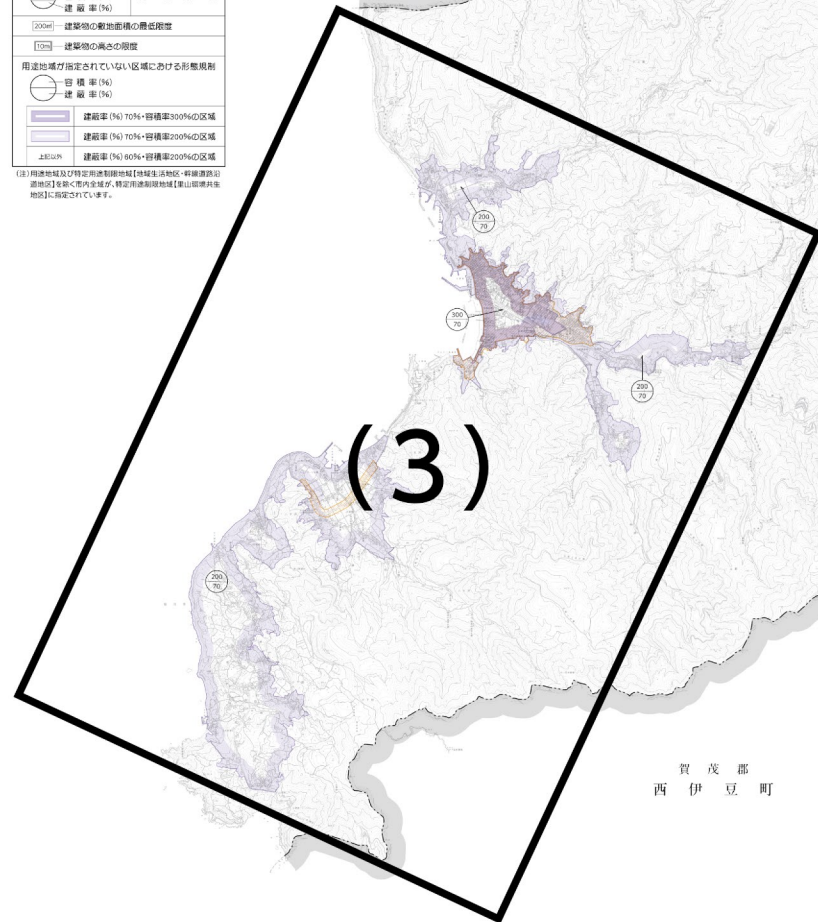 建蔽率(%)
200㎡ 建築物の敷地面積の最低限度
10m 建築物の高さの限度
用途地域が指定されていない区域における形態規制
容積率(%)
建蔽率(%)
建蔽率(%)70%・容積率300%の区域
建蔽率(%)70%・容積率200%の区域
上記以外 建蔽率(%)60%・容積率200%の区域
(注)用途地域及び特定用途制限地域【地域生活地区・幹線道路沿
道地区】を除く市内全域が、特定用途制限地域【里山環境共生
地区】に指定されています。
200
70
300
70
200
70
(3)
200
70
賀茂郡
西伊豆町